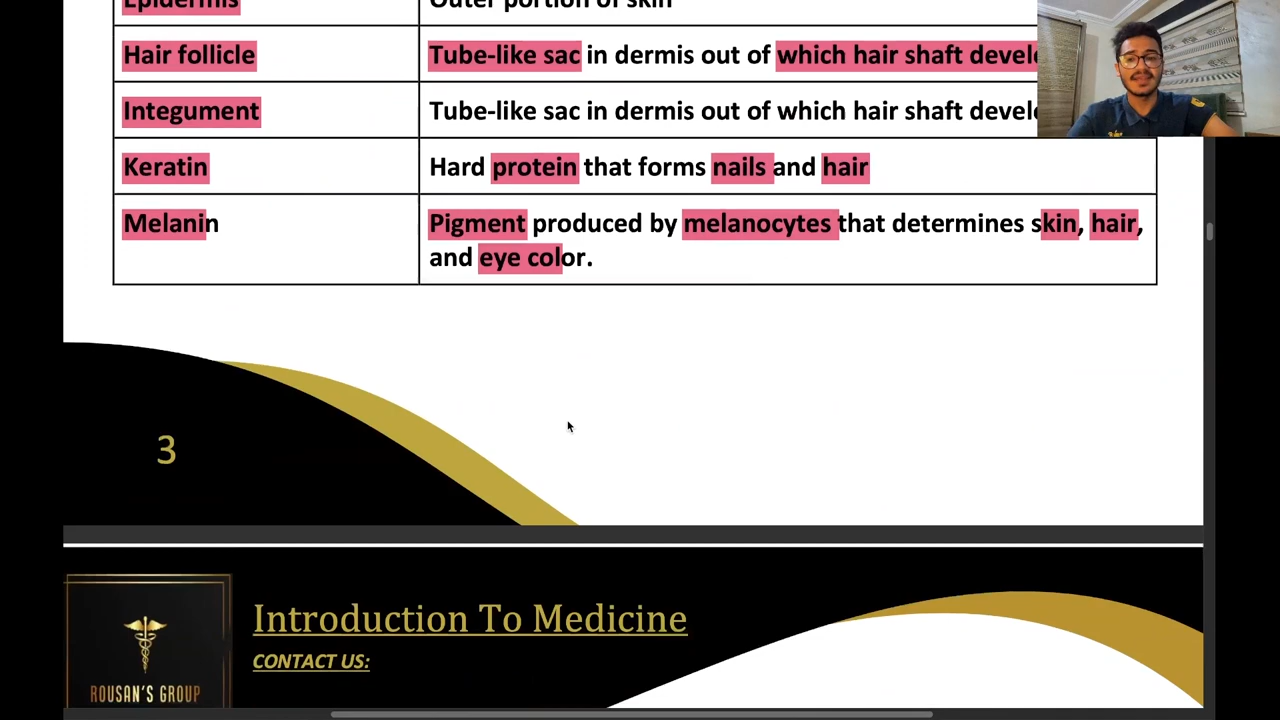 Epidermis
Outer portion of skin
Hair follicle
Tube-like sac in dermis out of which hair shaft devel
Integument
Tube-like sac in dermis out of which hair shaft devel
Keratin
Hard protein that forms nails and hair
Melanin
Pigment produced by melanocytes that determines skin, hair,
and eye color.
3
Introduction To Medicine
CONTACT US:
ROUSAN'S GROUP